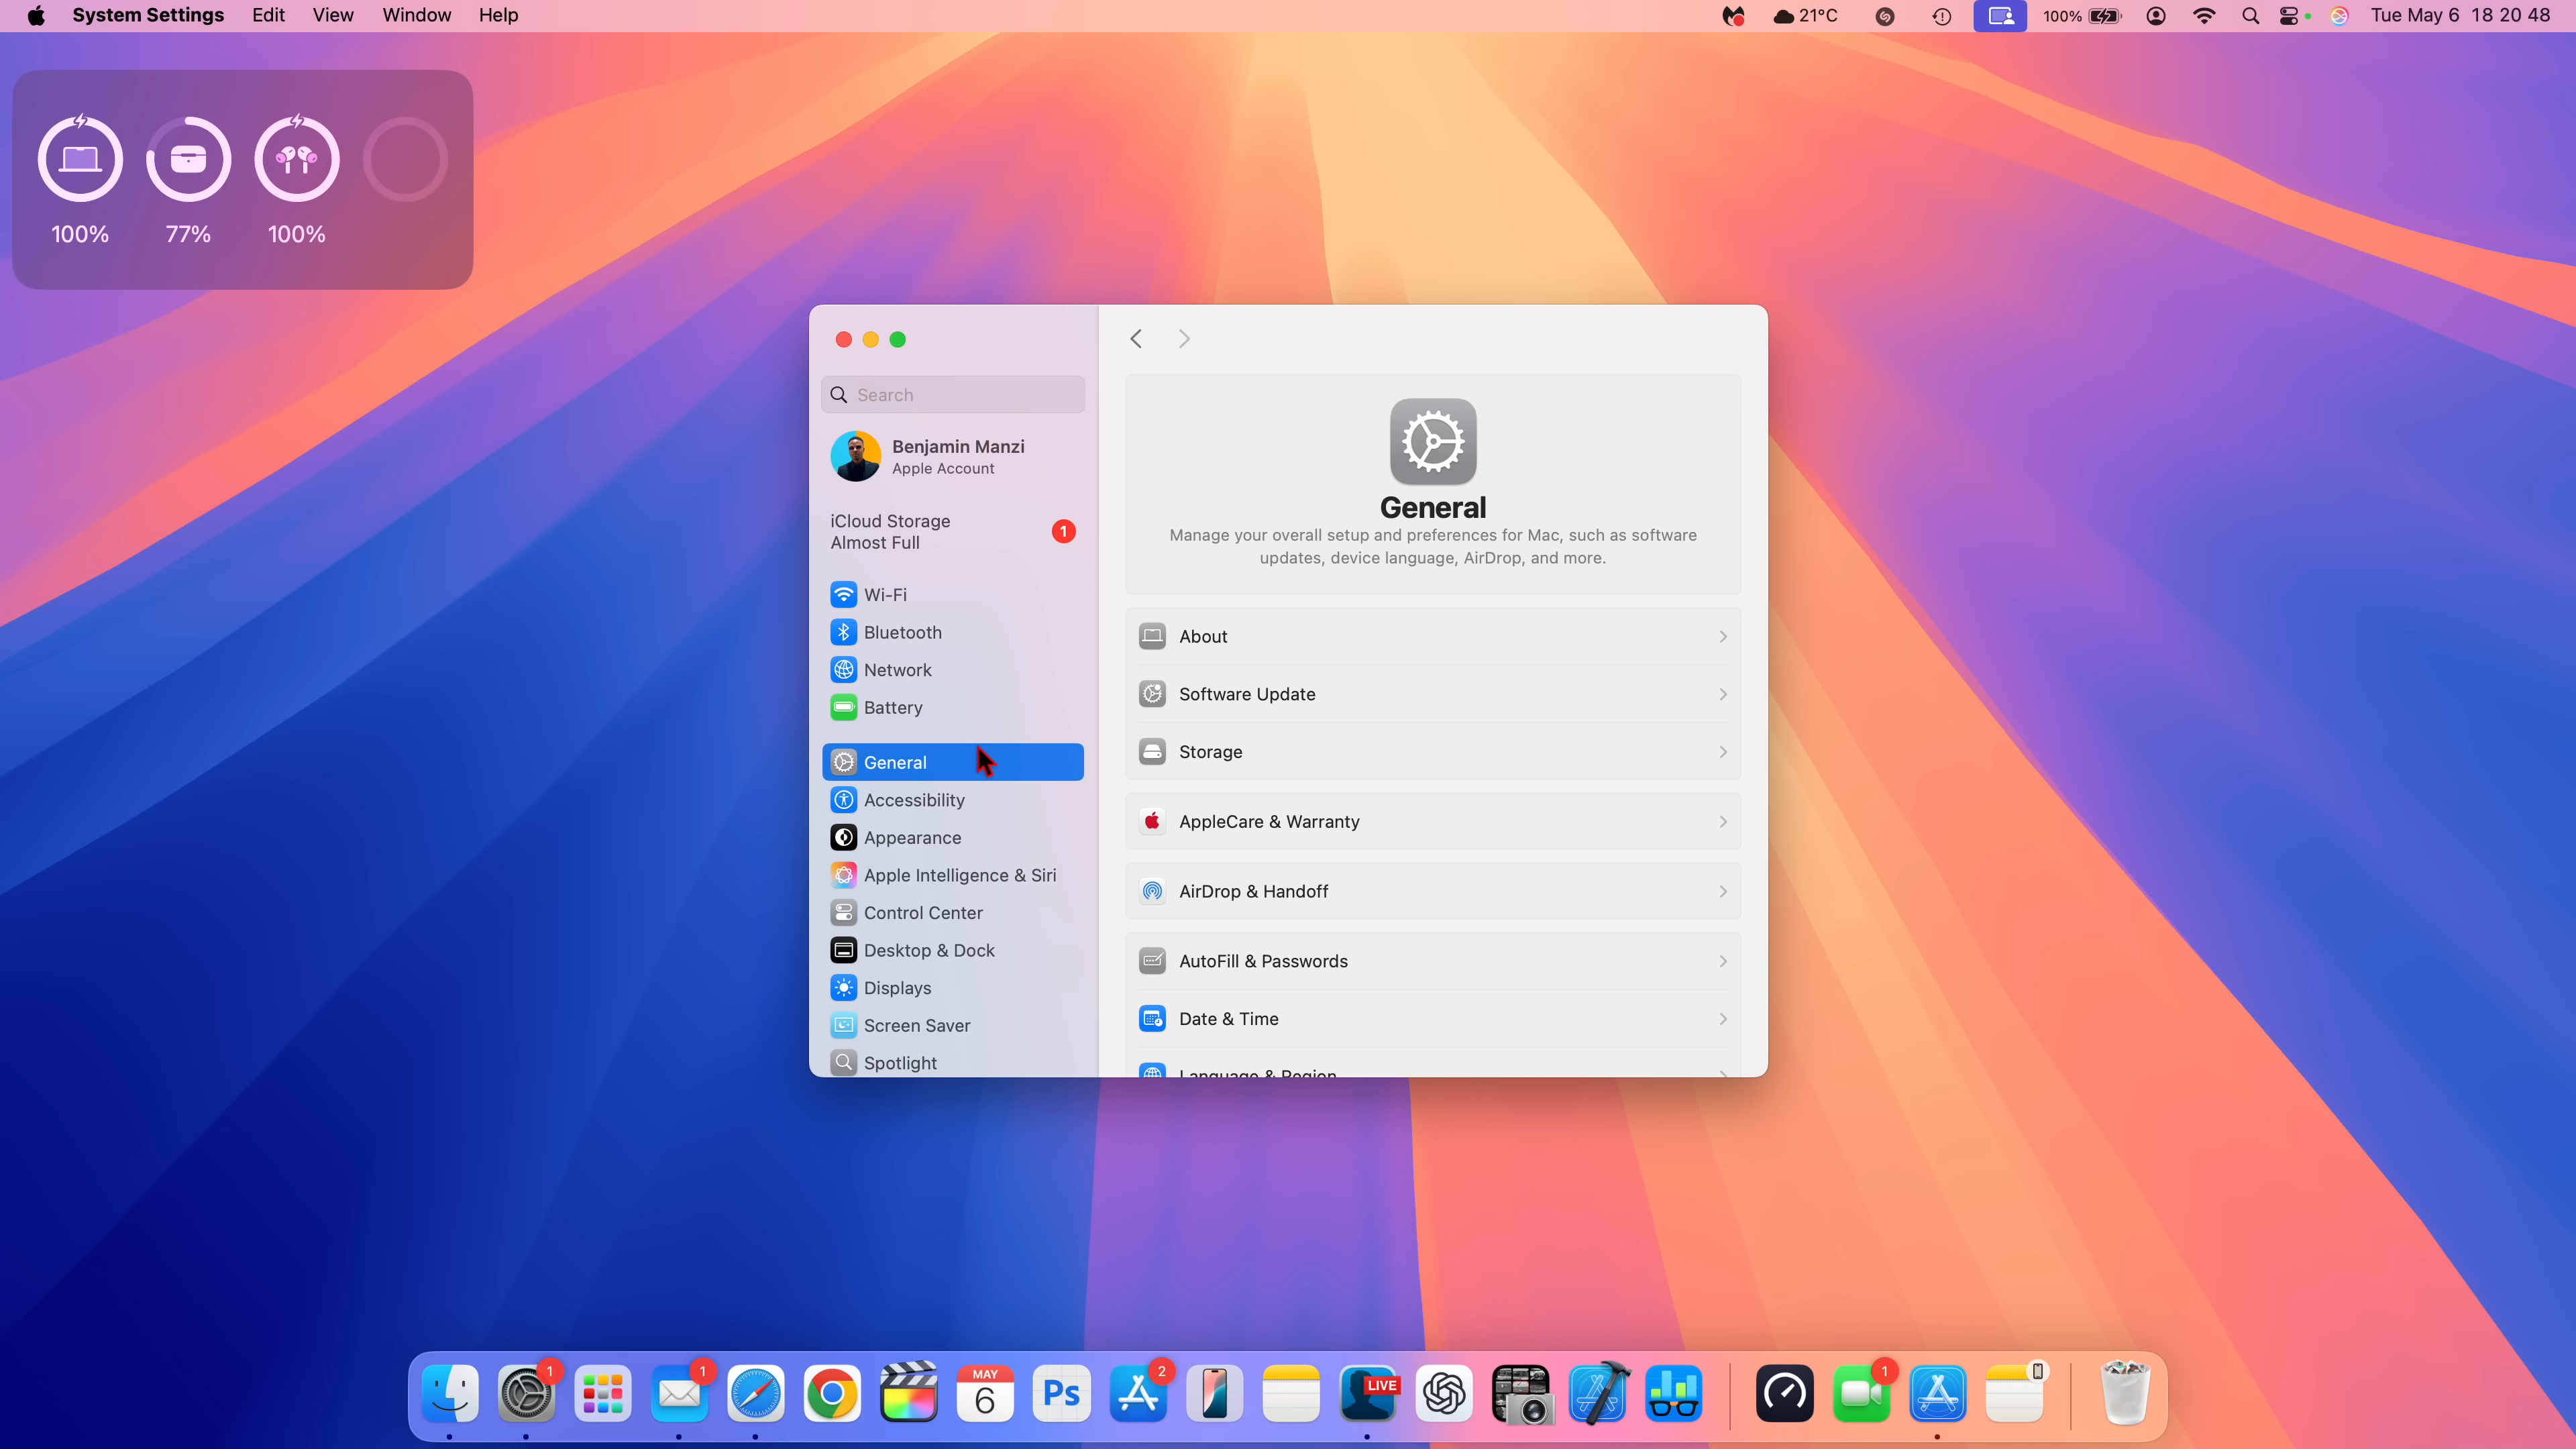 System Settings Edit View Window Help 21°C 100% Tue May 6 18 20 48
100% 77% 100%
Search
Benjamin Manzi
Apple Account
iCloud Storage
Almost Full
1
Wi-Fi
Bluetooth
Network
Battery
General
Accessibility
Appearance
Apple Intelligence & Siri
Control Center
Desktop & Dock
Displays
Screen Saver
Spotlight
General
Manage your overall setup and preferences for Mac, such as software
updates, device language, AirDrop, and more.
About
Software Update
Storage
AppleCare & Warranty
AirDrop & Handoff
AutoFill & Passwords
Date & Time
Language & Region
1 1 MAY 6 Ps 2 LIVE 1